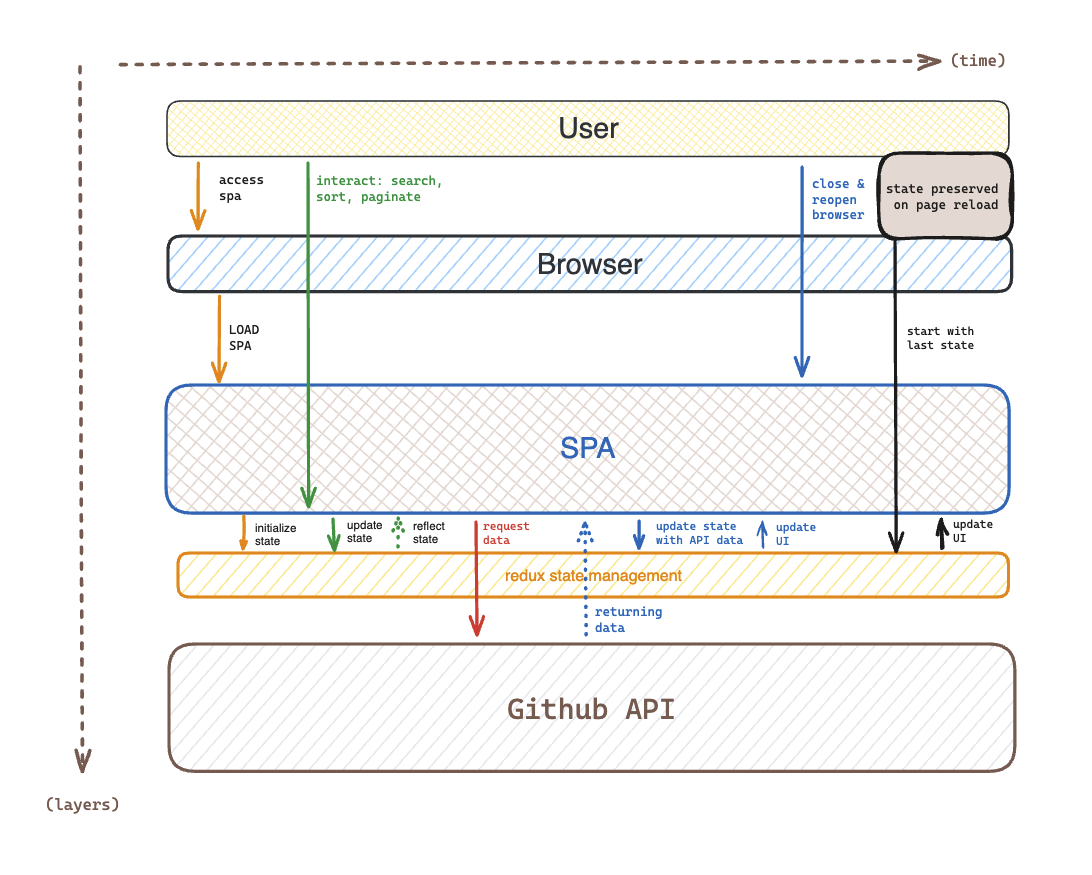 (time)
User
access
spa
interact: search,
sort, paginate
close &
reopen
browser
state preserved
on page reload
Browser
LOAD
SPA
start with
last state
SPA
initialize
state
update
state
reflect
state
request
data
update state
with API data
update
UI
update
UI
redux state management
returning
data
Github API
(layers)